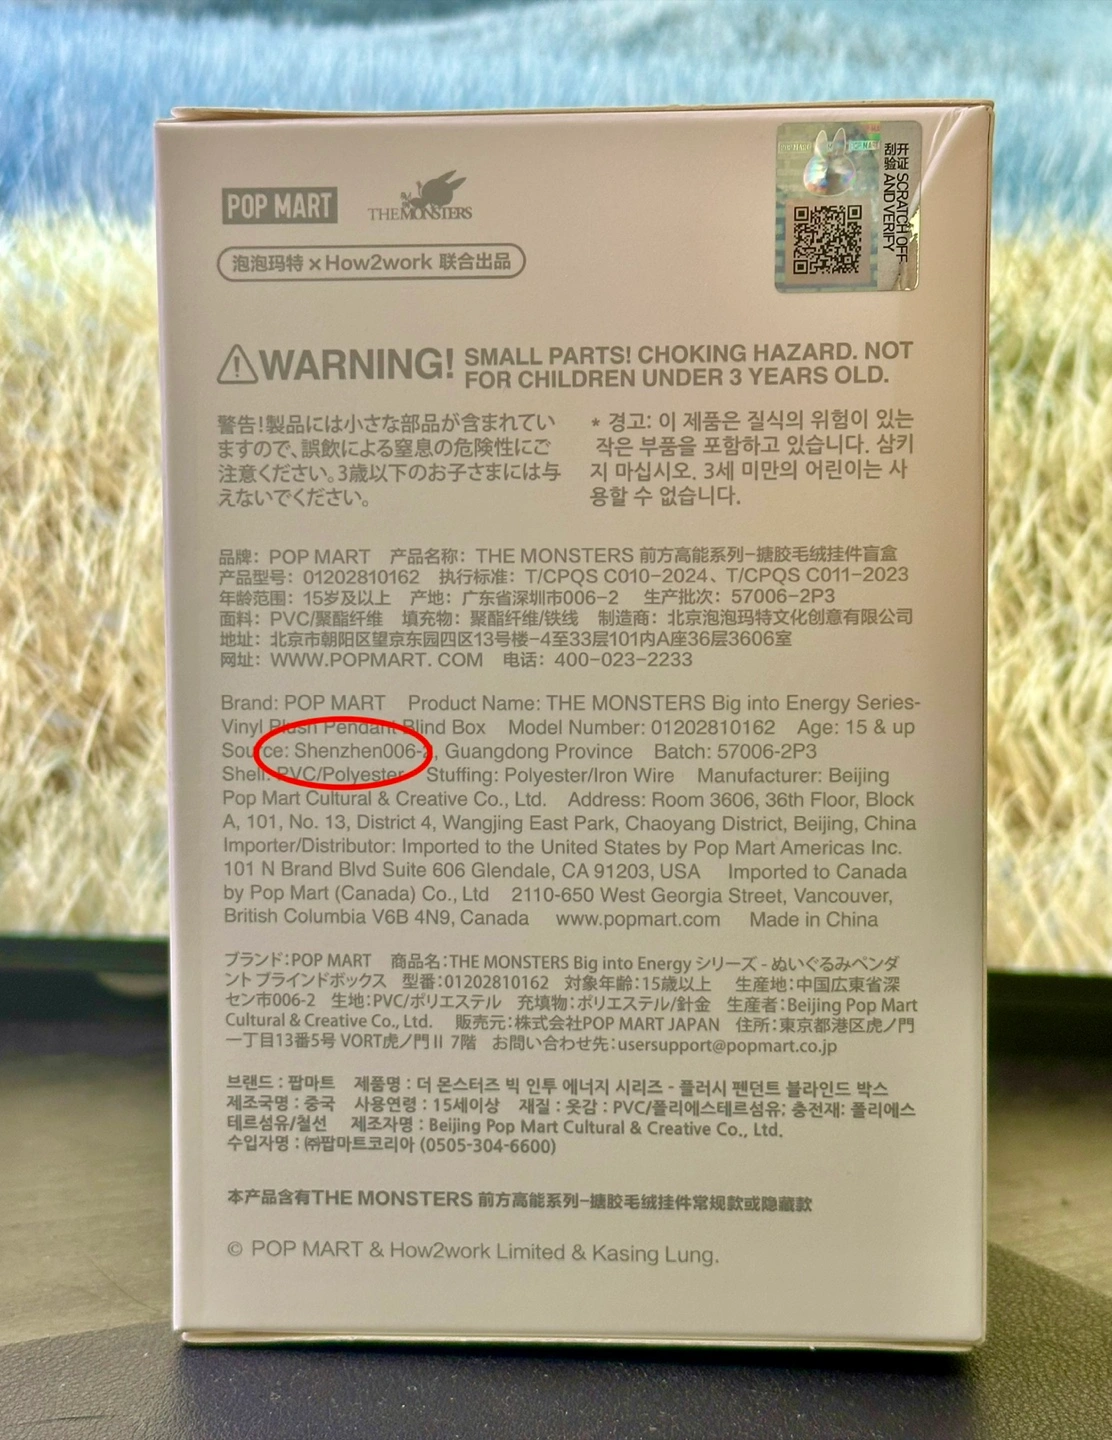 POP MART
THE MONSTERS
泡泡玛特×How2work 联合出品
POP MART
刮开验证 SCRATCH OFF AND VERIFY
WARNING! SMALL PARTS! CHOKING HAZARD. NOT
FOR CHILDREN UNDER 3 YEARS OLD.
警告!製品には小さな部品が含まれてい
ますので、誤飲による窒息の危険性にご
注意ください。3歳以下のお子さまには与
えないでください。
* 경고: 이 제품은 질식의 위험이 있는
작은 부품을 포함하고 있습니다. 삼키
지 마십시오. 3세 미만의 어린이는 사
용할 수 없습니다.
品牌: POP MART 产品名称: THE MONSTERS 前方高能系列-搪胶毛绒挂件盲盒
产品型号: 01202810162 执行标准: T/CPQS C010-2024、T/CPQS C011-2023
年龄范围: 15岁及以上 产地: 广东省深圳市006-2 生产批次: 57006-2P3
面料: PVC/聚酯纤维 填充物: 聚酯纤维/铁线 制造商: 北京泡泡玛特文化创意有限公司
地址: 北京市朝阳区望京东园四区13号楼-4至33层101内A座36层3606室
网址: WWW.POPMART.COM 电话: 400-023-2233
Brand: POP MART Product Name: THE MONSTERS Big into Energy Series-
Vinyl Plush Pendant Blind Box Model Number: 01202810162 Age: 15 & up
Source: Shenzhen006-2, Guangdong Province Batch: 57006-2P3
Shell: PVC/Polyester Stuffing: Polyester/Iron Wire Manufacturer: Beijing
Pop Mart Cultural & Creative Co., Ltd. Address: Room 3606, 36th Floor, Block
A, 101, No. 13, District 4, Wangjing East Park, Chaoyang District, Beijing, China
Importer/Distributor: Imported to the United States by Pop Mart Americas Inc.
101 N Brand Blvd Suite 606 Glendale, CA 91203, USA Imported to Canada
by Pop Mart (Canada) Co., Ltd 2110-650 West Georgia Street, Vancouver,
British Columbia V6B 4N9, Canada www.popmart.com Made in China
ブランド:POP MART 商品名:THE MONSTERS Big into Energy シリーズ - ぬいぐるみペンダ
ント ブラインドボックス 型番:01202810162 対象年齢:15歳以上 生産地:中国広東省深
セン市006-2 生地:PVC/ポリエステル 充填物:ポリエステル/針金 生産者:Beijing Pop Mart
Cultural & Creative Co., Ltd. 販売元:株式会社POP MART JAPAN 住所:東京都港区虎ノ門
一丁目13番5号 VORT虎ノ門Ⅱ 7階 お問い合わせ先:usersupport@popmart.co.jp
브랜드 : 팝마트 제품명 : 더 몬스터즈 빅 인투 에너지 시리즈 - 플러시 펜던트 블라인드 박스
제조국명 : 중국 사용연령 : 15세이상 재질 : 옷감 : PVC/폴리에스테르섬유; 충전재: 폴리에스
테르섬유/철선 제조자명 : Beijing Pop Mart Cultural & Creative Co., Ltd.
수입자명 : ㈜팝마트코리아 (0505-304-6600)
本产品含有THE MONSTERS 前方高能系列-搪胶毛绒挂件常规款或隐藏款
© POP MART & How2work Limited & Kasing Lung.